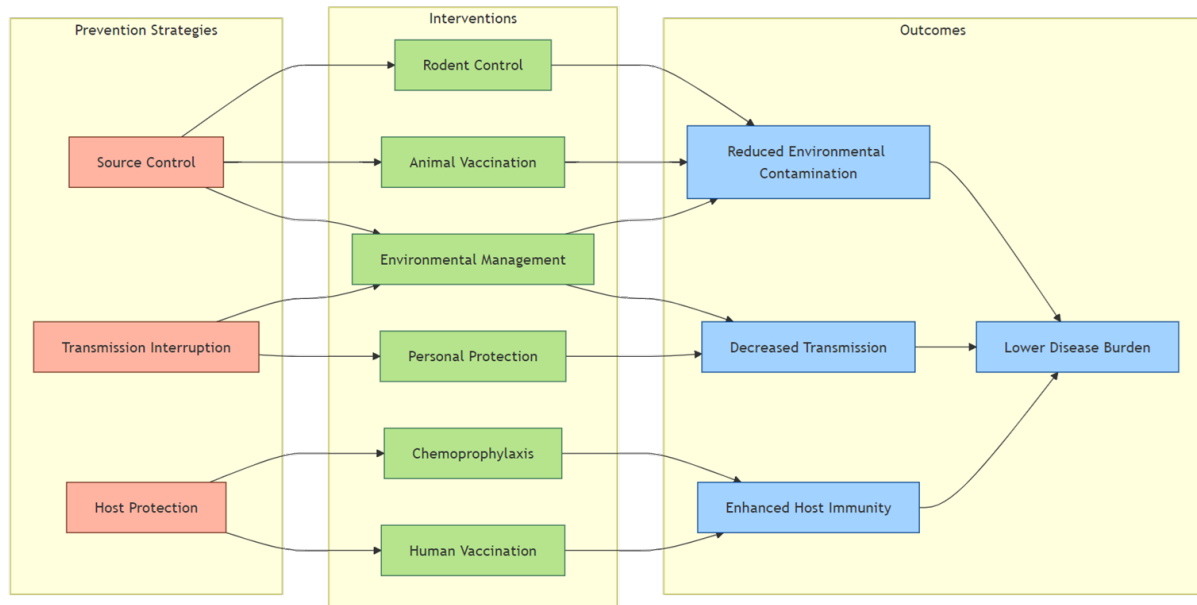 Prevention Strategies
Source Control
Transmission Interruption
Host Protection
Interventions
Rodent Control
Animal Vaccination
Environmental Management
Personal Protection
Chemoprophylaxis
Human Vaccination
Outcomes
Reduced Environmental
Contamination
Decreased Transmission
Enhanced Host Immunity
Lower Disease Burden